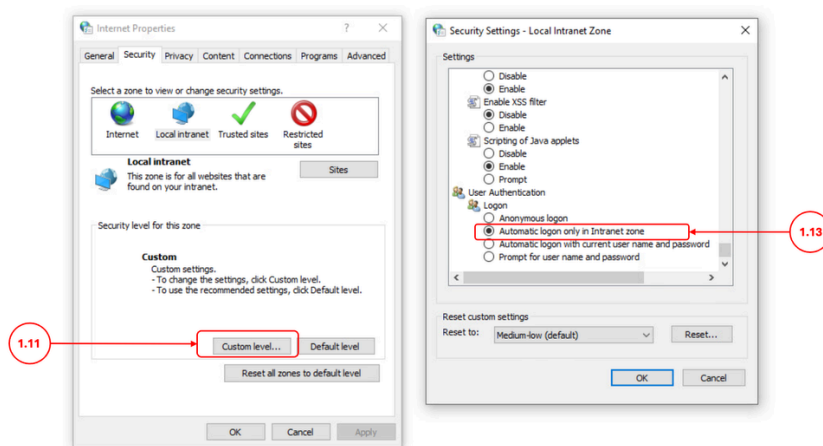 Internet Properties
?
General Security Privacy Content Connections Programs Advanced
Select a zone to view or change security settings.
Internet
Local intranet
Trusted sites
Restricted
sites
Local intranet
This zone is for all websites that are
found on your intranet.
Sites
Security level for this zone
Custom
Custom settings.
- To change the settings, click Custom level.
- To use the recommended settings, click Default level.
1.11
Custom level...
Default level
Reset all zones to default level
OK
Cancel
Apply
Security Settings - Local Intranet Zone
Settings
Disable
Enable
Enable XSS filter
Disable
Enable
Scripting of Java applets
Disable
Enable
Prompt
User Authentication
Logon
Anonymous logon
Automatic logon only in Intranet zone
1.13
Automatic logon with current user name and password
Prompt for user name and password
Reset custom settings
Reset to:
Medium-low (default)
Reset...
OK
Cancel